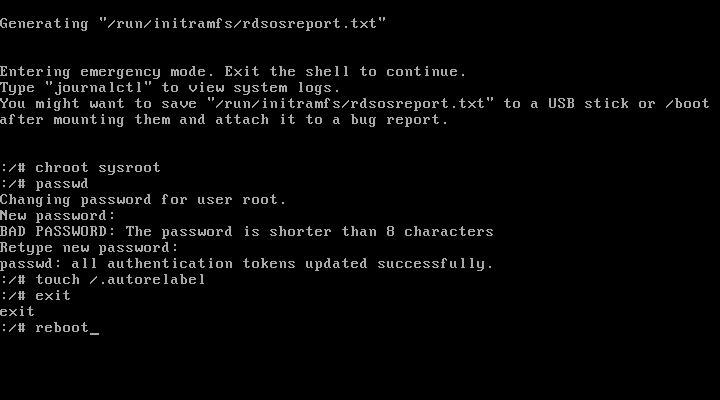 Generating "/run/initramfs/rdsosreport.txt"
Entering emergency mode. Exit the shell to continue.
Type "journalctl" to view system logs.
You might want to save "/run/initramfs/rdsosreport.txt" to a USB stick or /boot
after mounting them and attach it to a bug report.
:/# chroot sysroot
:/# passwd
Changing password for user root.
New password:
BAD PASSWORD: The password is shorter than 8 characters
Retype new password:
passwd: all authentication tokens updated successfully.
:/# touch /.autorelabel
:/# exit
exit
:/# reboot_